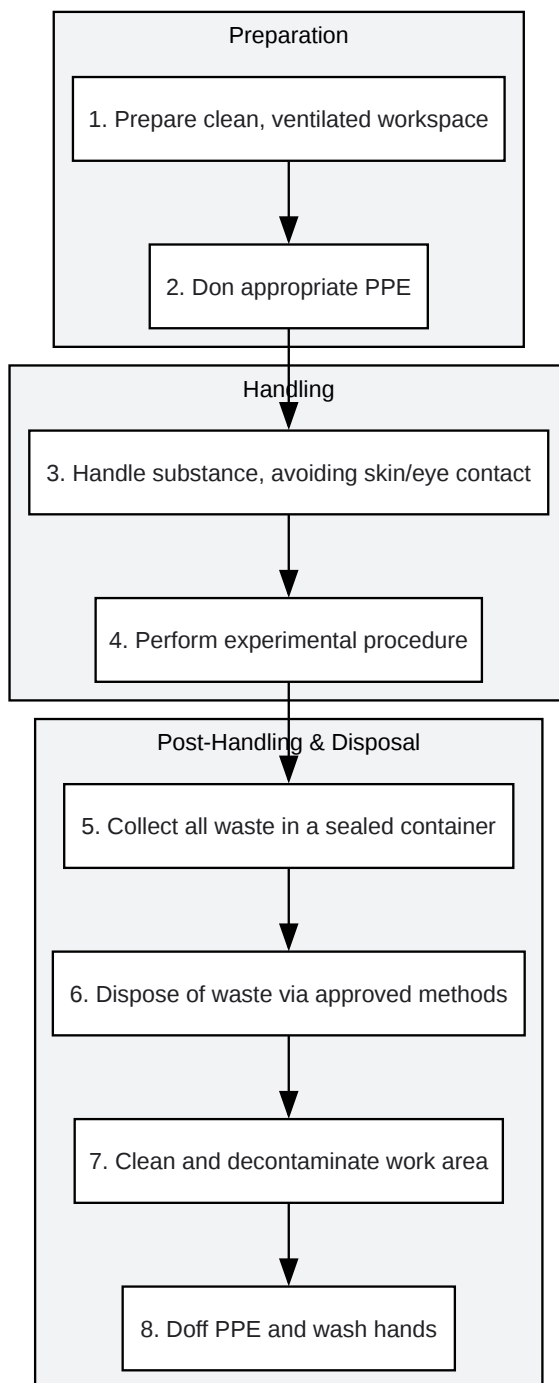 Preparation
1. Prepare clean, ventilated workspace
2. Don appropriate PPE
Handling
3. Handle substance, avoiding skin/eye contact
4. Perform experimental procedure
Post-Handling & Disposal
5. Collect all waste in a sealed container
6. Dispose of waste via approved methods
7. Clean and decontaminate work area
8. Doff PPE and wash hands